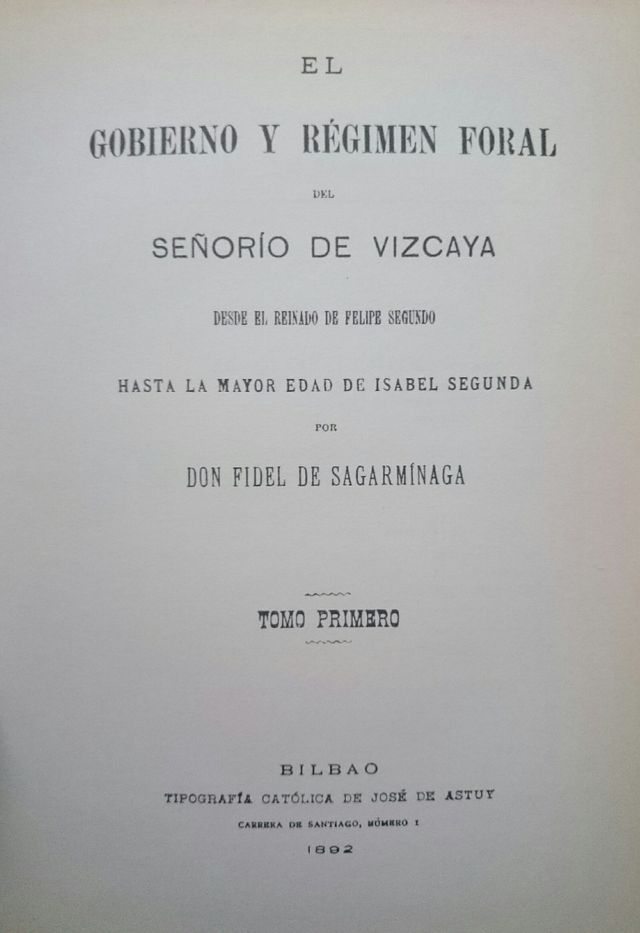 EL
GOBIERNO Y RÉGIMEN FORAL
DEL
SEÑORÍO DE VIZCAYA
DESDE EL REINADO DE FELIPE SEGUNDO
HASTA LA MAYOR EDAD DE ISABEL SEGUNDA
POR
DON FIDEL DE SAGARMÍNAGA
TOMO PRIMERO
BILBAO
TIPOGRAFÍA CATÓLICA DE JOSÉ DE ASTUY
CARRERA DE SANTIAGO, NÚMERO 1
1892